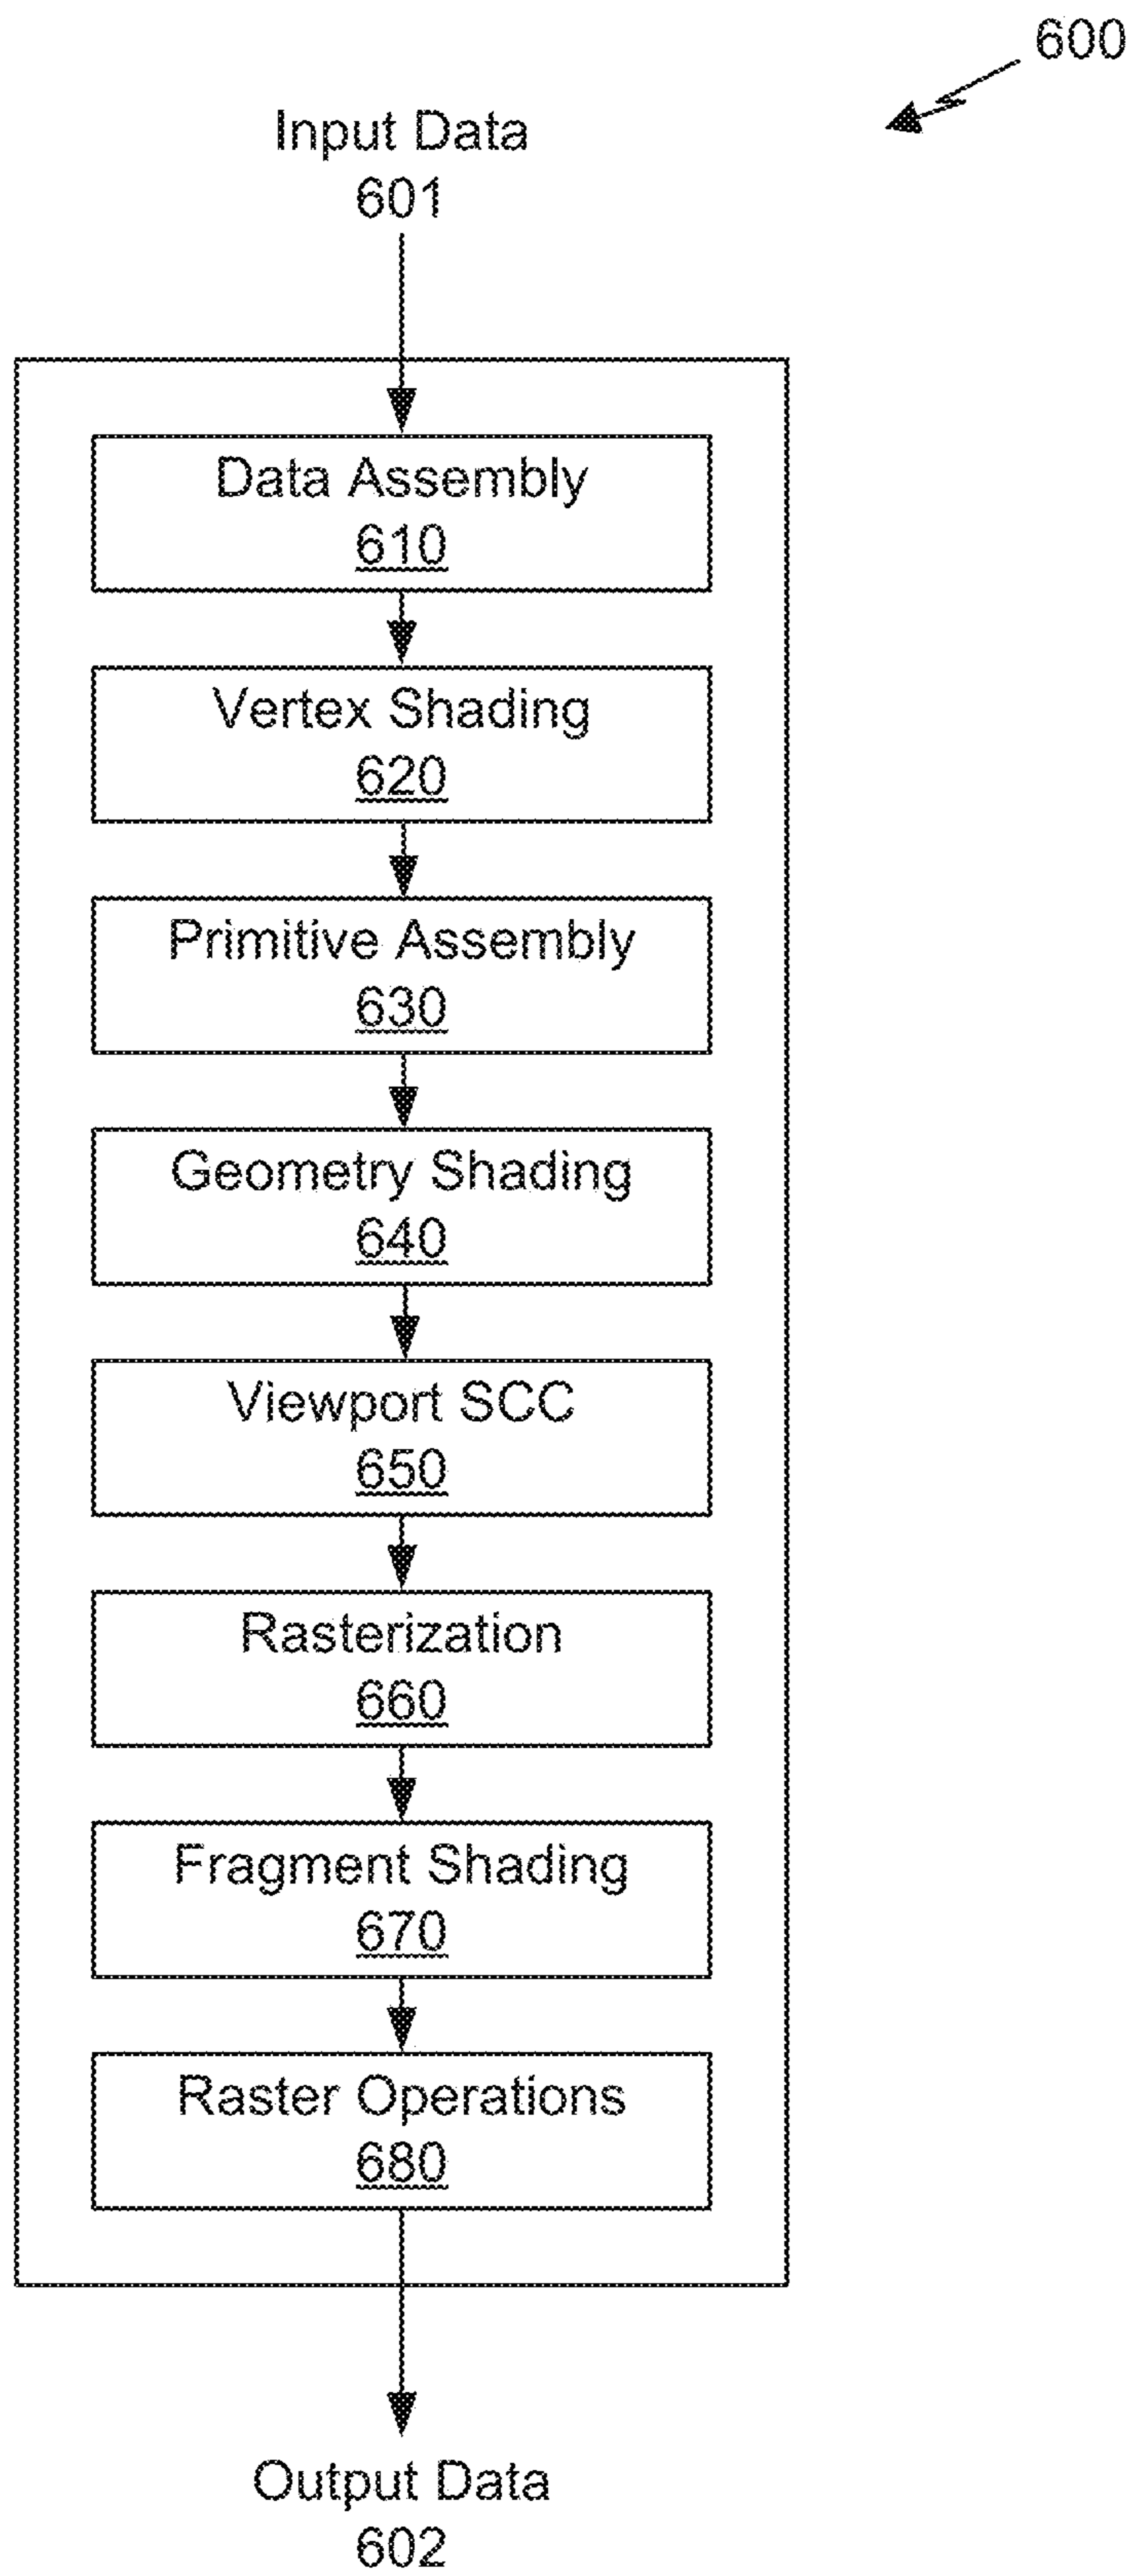 600
Input Data
601
Data Assembly
610
Vertex Shading
620
Primitive Assembly
630
Geometry Shading
640
Viewport SCC
650
Rasterization
660
Fragment Shading
670
Raster Operations
680
Output Data
602